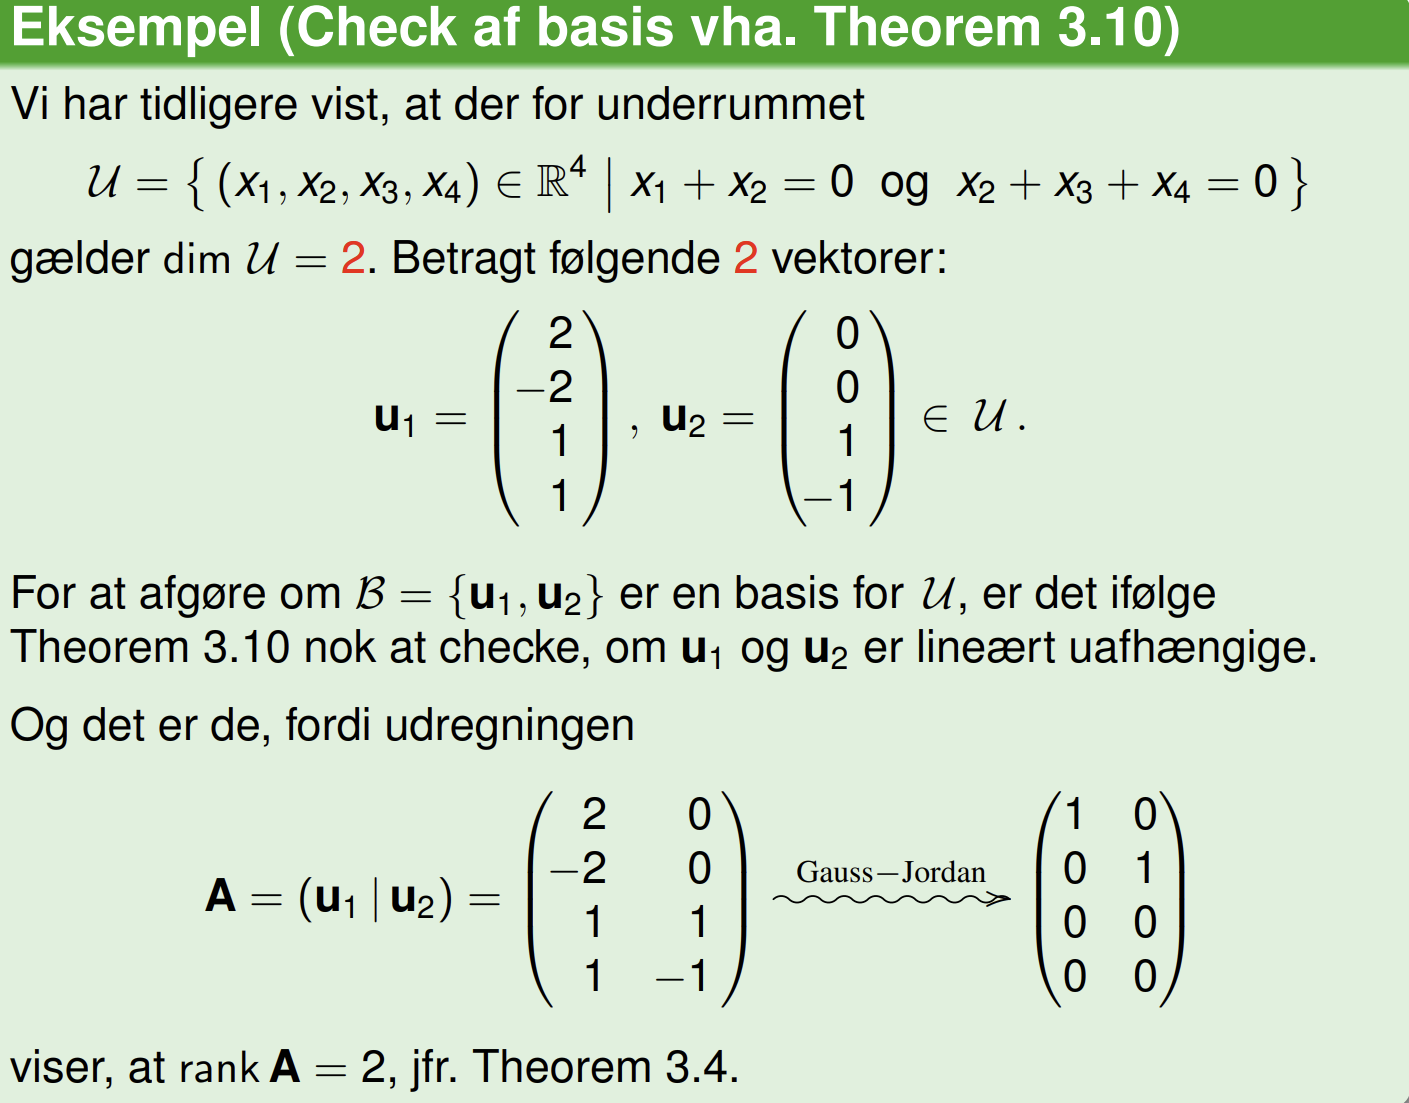 Eksempel (Check af basis vha. Theorem 3.10)
Vi har tidligere vist, at der for underrummet
𝒰 = { (x₁, x₂, x₃, x₄) ∈ ℝ⁴ | x₁ + x₂ = 0 og x₂ + x₃ + x₄ = 0 }
gælder dim 𝒰 = 2. Betragt følgende 2 vektorer:
u₁ = (2 −2 1 1), u₂ = (0 0 1 −1) ∈ 𝒰.
For at afgøre om ℬ = {u₁, u₂} er en basis for 𝒰, er det ifølge
Theorem 3.10 nok at checke, om u₁ og u₂ er lineært uafhængige.
Og det er de, fordi udregningen
A = (u₁ | u₂) = (2 0 −2 0 1 1 1 −1) Gauss−Jordan (1 0 0 1 0 0 0 0)
viser, at rank A = 2, jfr. Theorem 3.4.